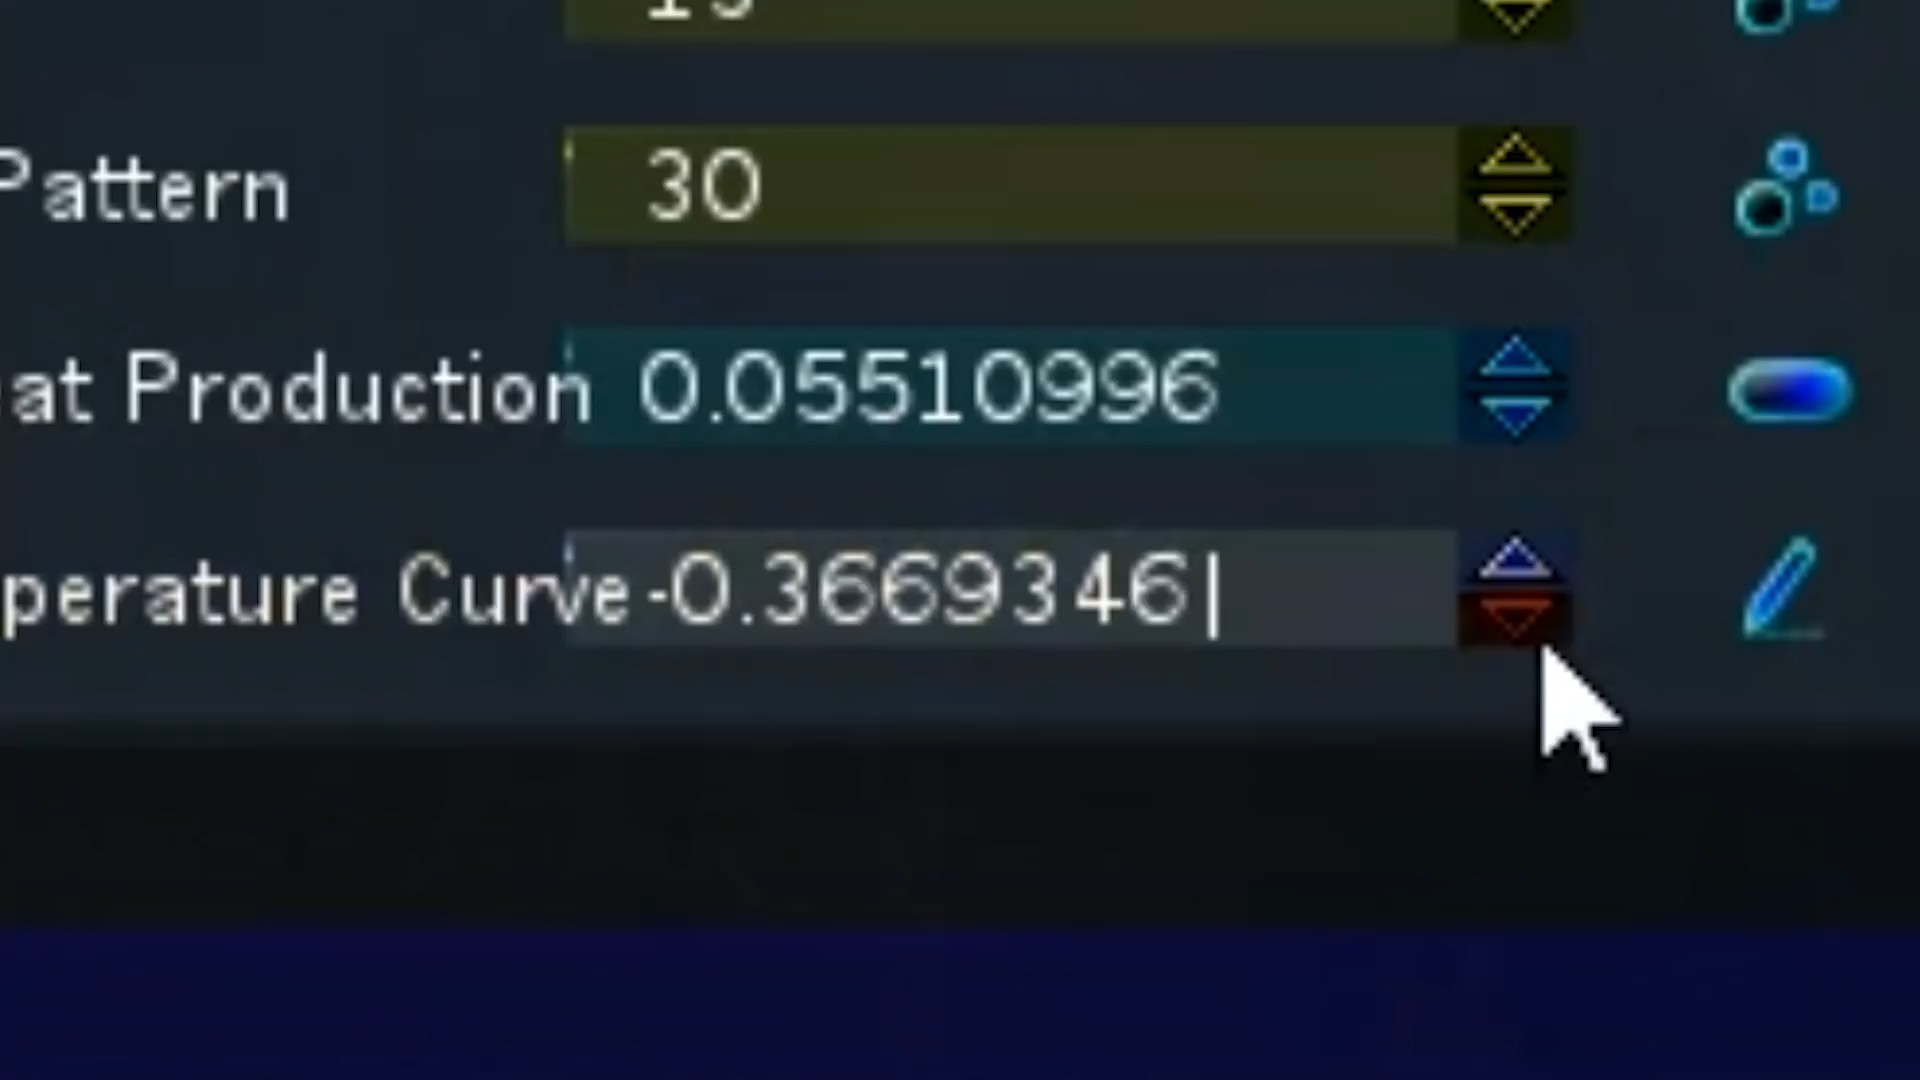 Pattern 30
at Production 0.05510996
perature Curve -0.3669346